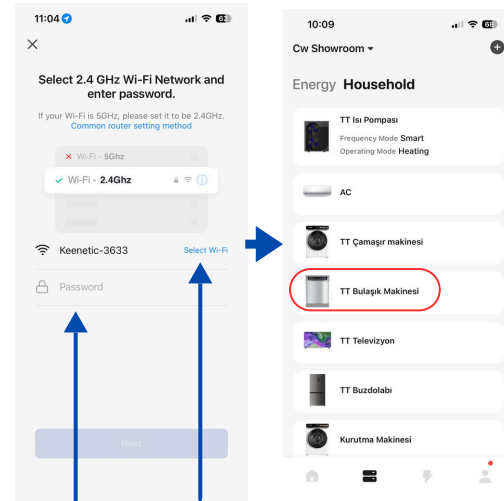 11:04
62
Select 2.4 GHz Wi-Fi Network and
enter password.
If your Wi-Fi is 5GHz, please set it to be 2.4GHz.
Common router setting method
Wi-Fi - 5Ghz
Wi-Fi - 2.4Ghz
Keenetic-3633
Select Wi-Fi
Password
Next
10:09
68
Cw Showroom
Energy Household
TT Isı Pompası
Frequency Mode Smart
Operating Mode Heating
AC
TT Çamaşır makinesi
TT Bulaşık Makinesi
TT Televizyon
TT Buzdolabı
Kurutma Makinesi